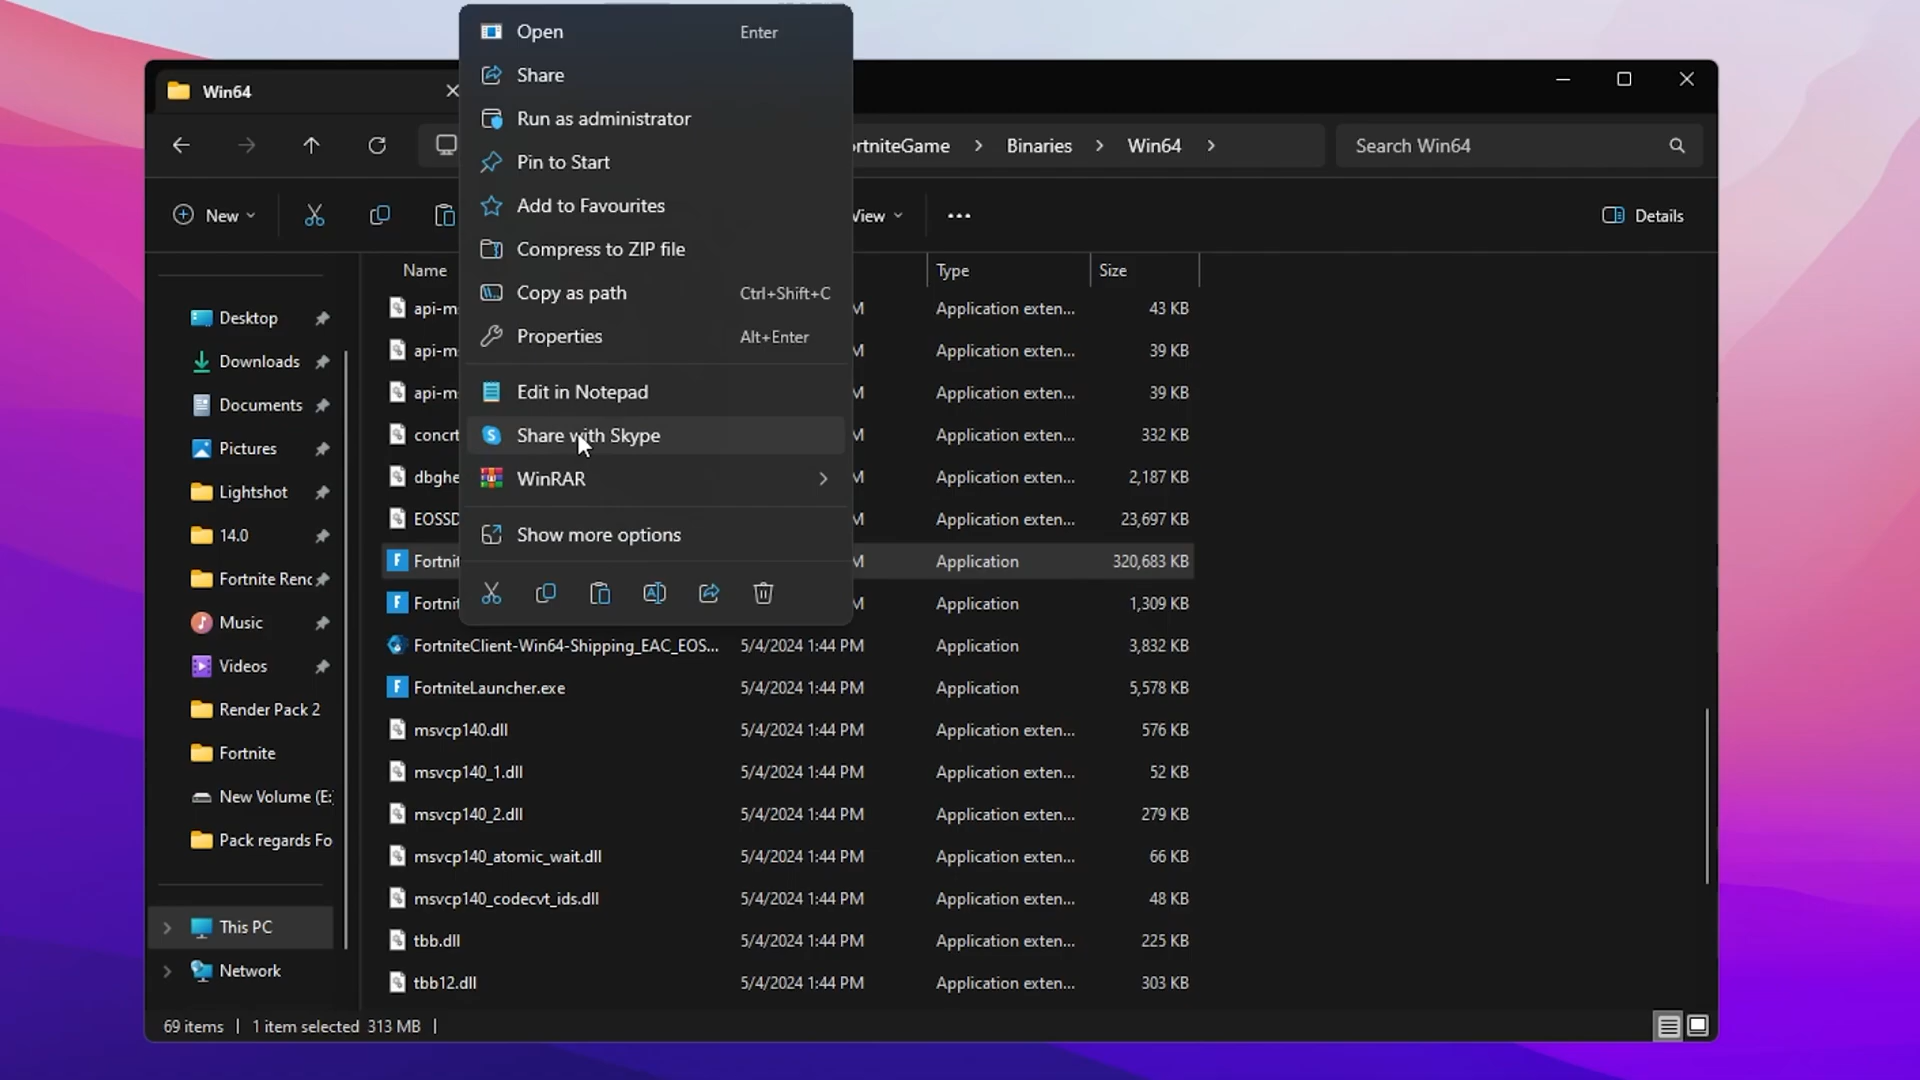 Open Enter
Share
Run as administrator
Pin to Start
Add to Favourites
Compress to ZIP file
Copy as path Ctrl+Shift+C
Properties Alt+Enter
Edit in Notepad
Share with Skype
WinRAR
Show more options
Win64
ortniteGame > Binaries > Win64 >
Search Win64
New
View
Details
Name Type Size
api-m M Application exten... 43 KB
api-m M Application exten... 39 KB
api-m M Application exten... 39 KB
concrt M Application exten... 332 KB
dbghe M Application exten... 2,187 KB
EOSSD M Application exten... 23,697 KB
Fortnit M Application 320,683 KB
Fortnit M Application 1,309 KB
FortniteClient-Win64-Shipping_EAC_EOS... 5/4/2024 1:44 PM Application 3,832 KB
FortniteLauncher.exe 5/4/2024 1:44 PM Application 5,578 KB
msvcp140.dll 5/4/2024 1:44 PM Application exten... 576 KB
msvcp140_1.dll 5/4/2024 1:44 PM Application exten... 52 KB
msvcp140_2.dll 5/4/2024 1:44 PM Application exten... 279 KB
msvcp140_atomic_wait.dll 5/4/2024 1:44 PM Application exten... 66 KB
msvcp140_codecvt_ids.dll 5/4/2024 1:44 PM Application exten... 48 KB
tbb.dll 5/4/2024 1:44 PM Application exten... 225 KB
tbb12.dll 5/4/2024 1:44 PM Application exten... 303 KB
Desktop
Downloads
Documents
Pictures
Lightshot
14.0
Fortnite Renc
Music
Videos
Render Pack 2
Fortnite
New Volume (E:
Pack regards Fo
This PC
Network
69 items | 1 item selected 313 MB |